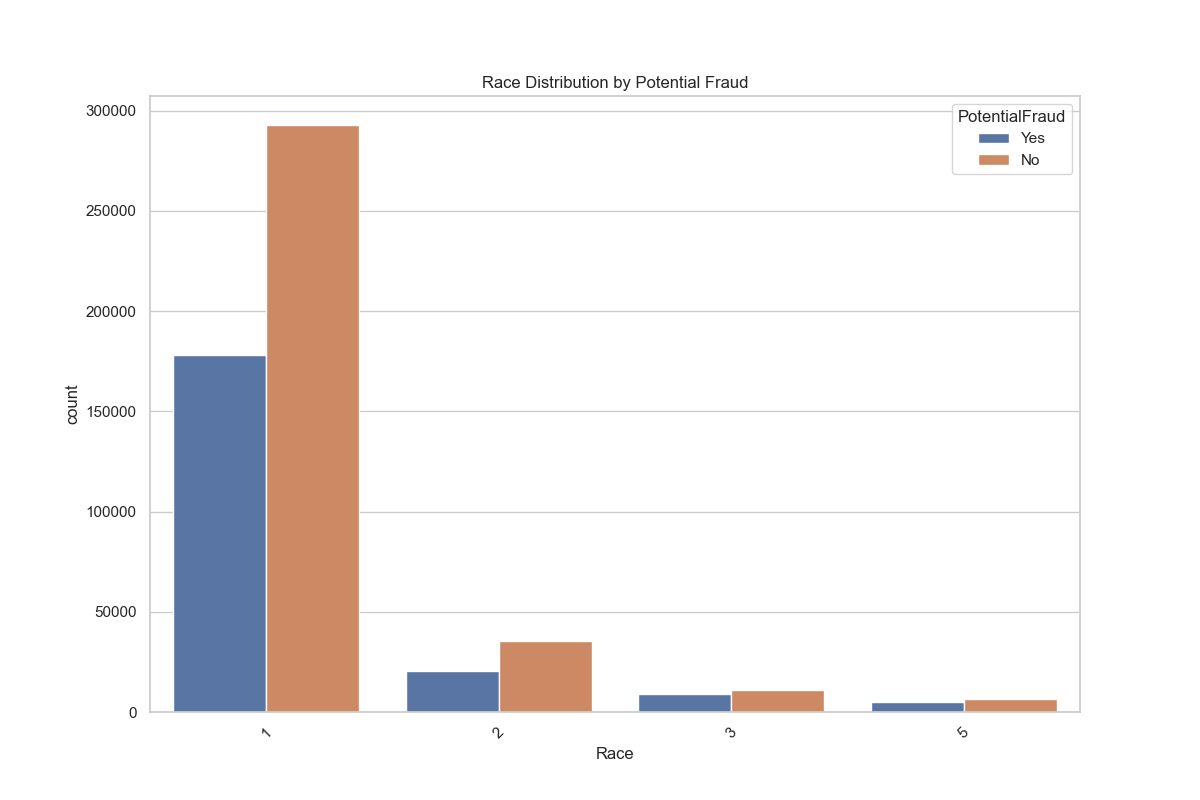 Race Distribution by Potential Fraud
PotentialFraud
Yes
No
300000
250000
200000
150000
100000
50000
0
count
1
2
3
5
Race